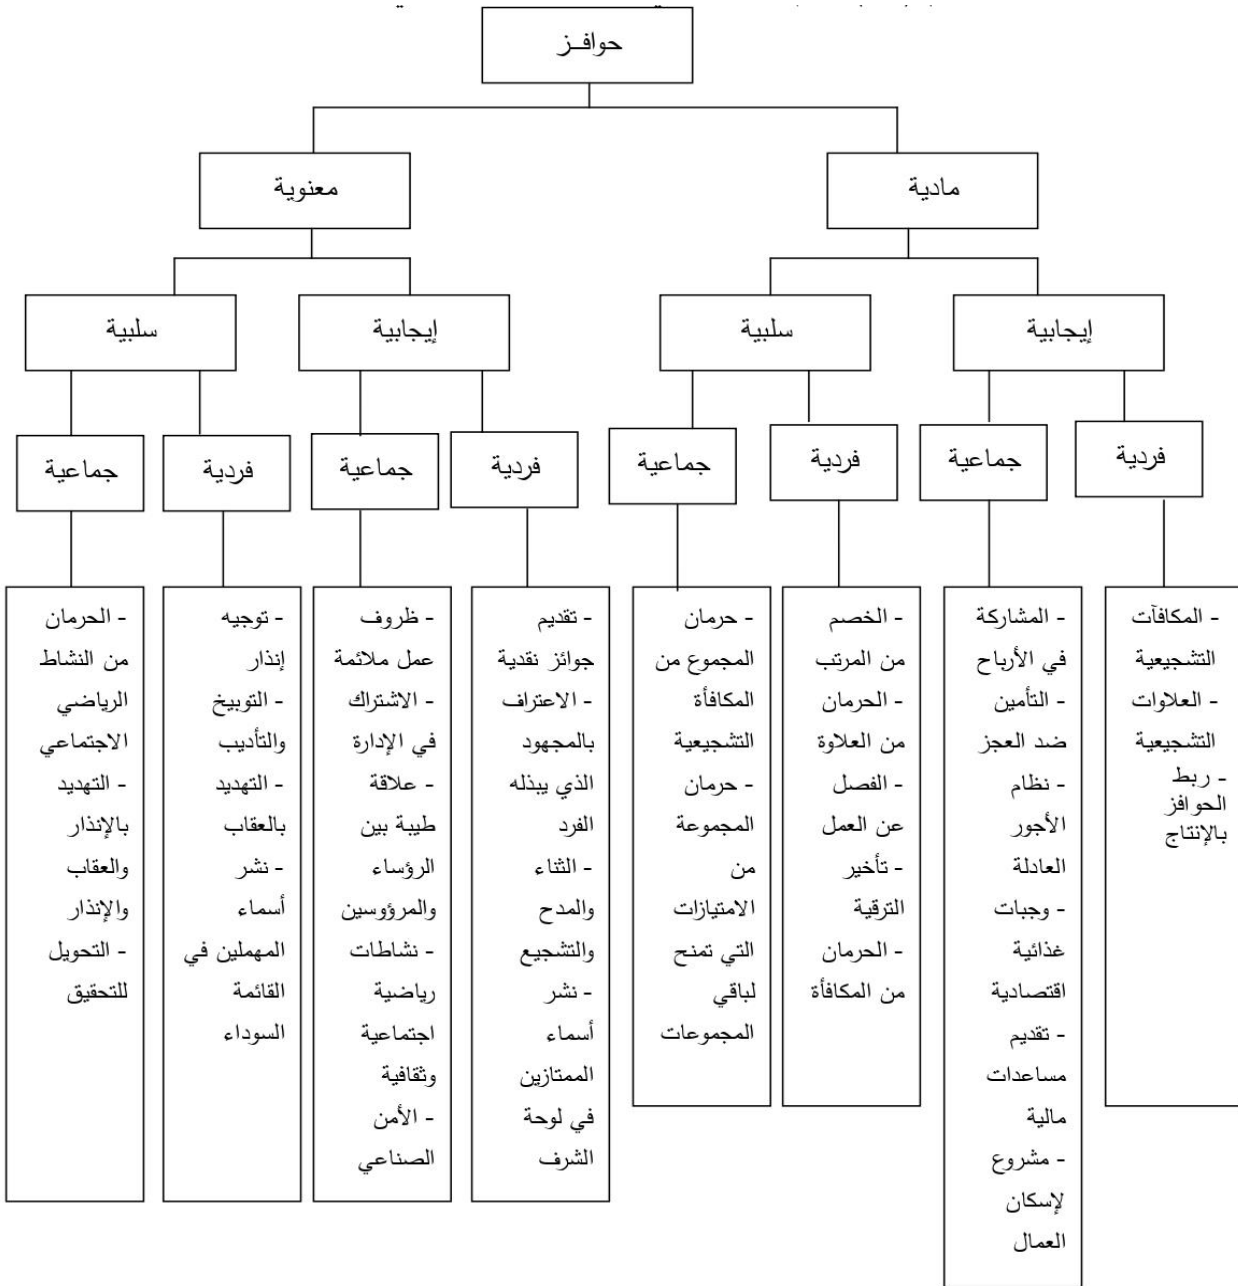 حوافـز
مادية
معنوية
إيجابية
سلبية
إيجابية
سلبية
فردية
جماعية
فردية
جماعية
فردية
جماعية
فردية
جماعية
- المكافآت
التشجيعية
- العلاوات
التشجيعية
- ربط
الحوافز
بالإنتاج
- المشاركة
في الأرباح
- التأمين
ضد العجز
- نظام
الأجور
العادلة
- وجبات
غذائية
اقتصادية
- تقديم
مساعدات
مالية
- مشروع
لإسكان
العمال
- الخصم
من المرتب
- الحرمان
من العلاوة
- الفصل
عن العمل
- تأخير
الترقية
- الحرمان
من المكافأة
- حرمان
المجموع من
المكافأة
التشجيعية
- حرمان
المجموعة
من
الامتيازات
التي تمنح
لباقي
المجموعات
- تقديم
جوائز نقدية
- الاعتراف
بالمجهود
الذي يبذله
الفرد
- الثناء
والمدح
والتشجيع
- نشر
أسماء
الممتازين
في لوحة
الشرف
- ظروف
عمل ملائمة
- الاشتراك
في الإدارة
- علاقة
طيبة بين
الرؤساء
والمرؤوسين
- نشاطات
رياضية
اجتماعية
وثقافية
- الأمن
الصناعي
- توجيه
إنذار
- التوبيخ
والتأديب
- التهديد
بالعقاب
- نشر
أسماء
المهملين في
القائمة
السوداء
- الحرمان
من النشاط
الرياضي
الاجتماعي
- التهديد
بالإنذار
والعقاب
والإنذار
- التحويل
للتحقيق